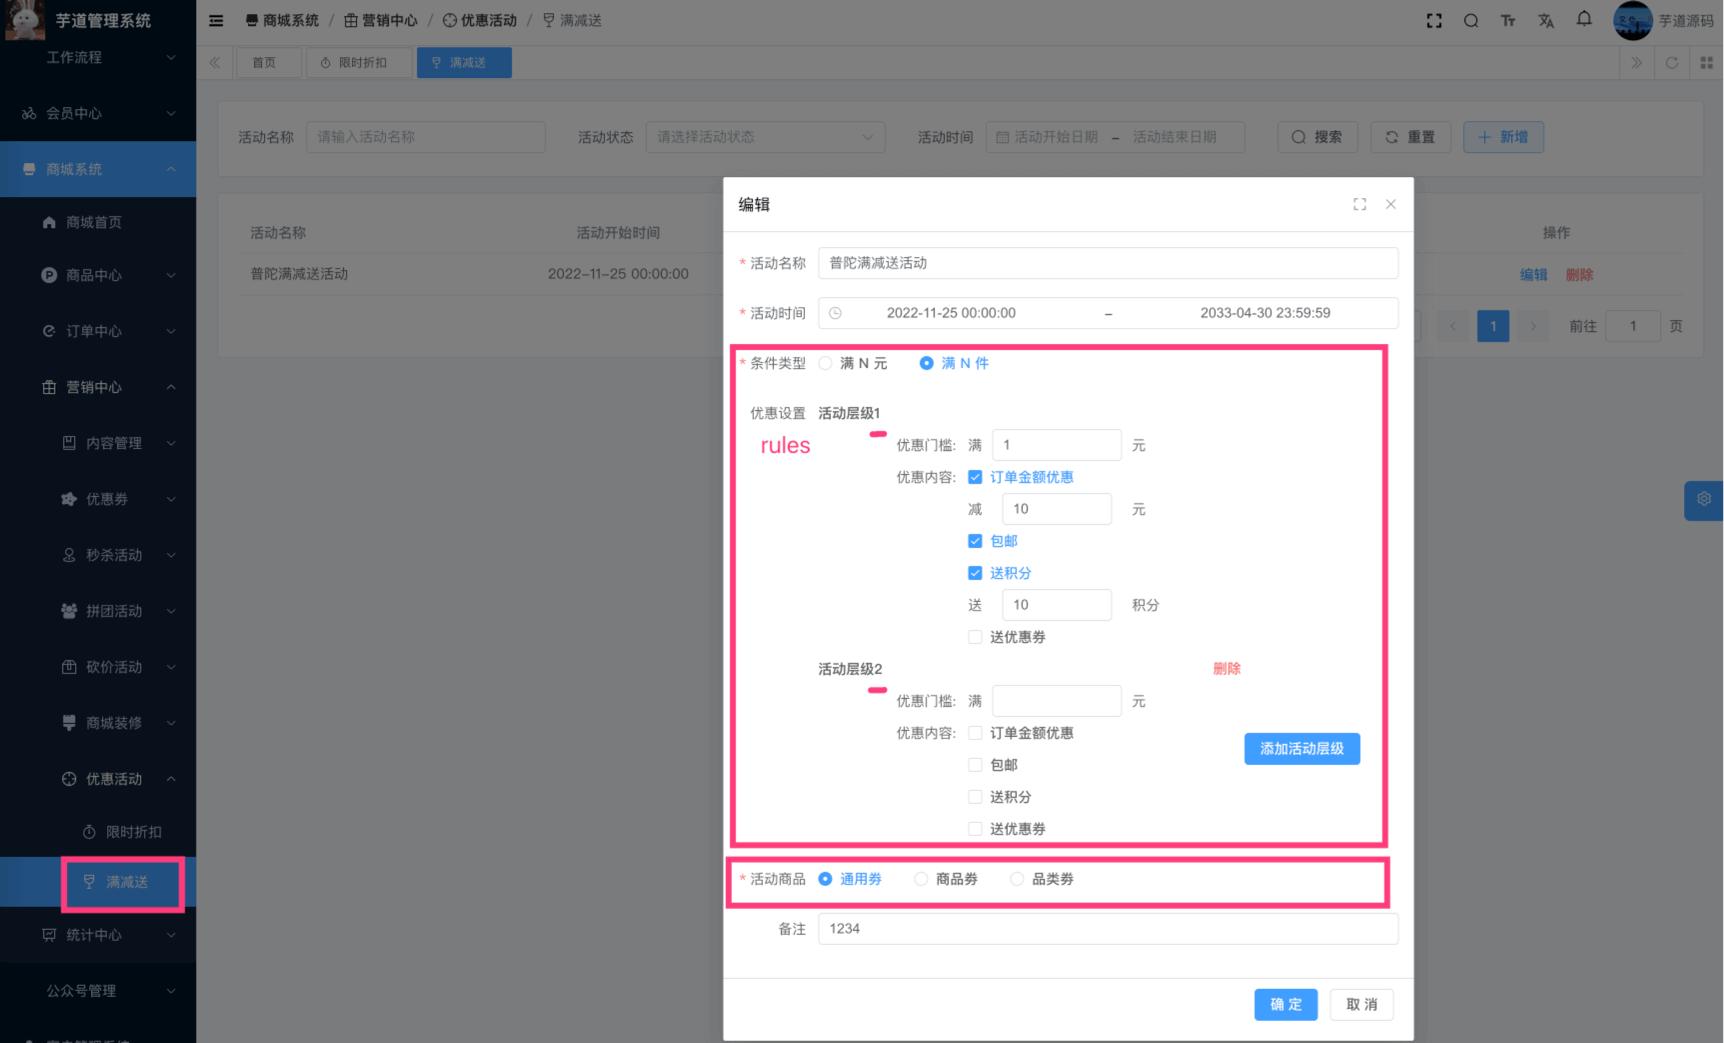 芋道管理系统
商城系统 / 营销中心 / 优惠活动 / 满减送
芋道源码
工作流程
首页
限时折扣
满减送
会员中心
活动名称 请输入活动名称 活动状态 请选择活动状态 活动时间 活动开始日期 - 活动结束日期 搜索 重置 新增
商城系统
商城首页
商品中心
订单中心
营销中心
内容管理
优惠券
秒杀活动
拼团活动
砍价活动
商城装修
优惠活动
限时折扣
满减送
统计中心
公众号管理
活动名称 活动开始时间 操作
普陀满减送活动 2022-11-25 00:00:00 编辑 删除
1 前往 1 页
编辑
* 活动名称 普陀满减送活动
* 活动时间 2022-11-25 00:00:00 - 2033-04-30 23:59:59
* 条件类型 满 N 元 满 N 件
优惠设置 活动层级1
rules
优惠门槛: 满 1 元
优惠内容: 订单金额优惠
减 10 元
包邮
送积分
送 10 积分
送优惠券
活动层级2 删除
优惠门槛: 满 元
优惠内容: 订单金额优惠
添加活动层级
包邮
送积分
送优惠券
* 活动商品 通用券 商品券 品类券
备注 1234
确定 取消